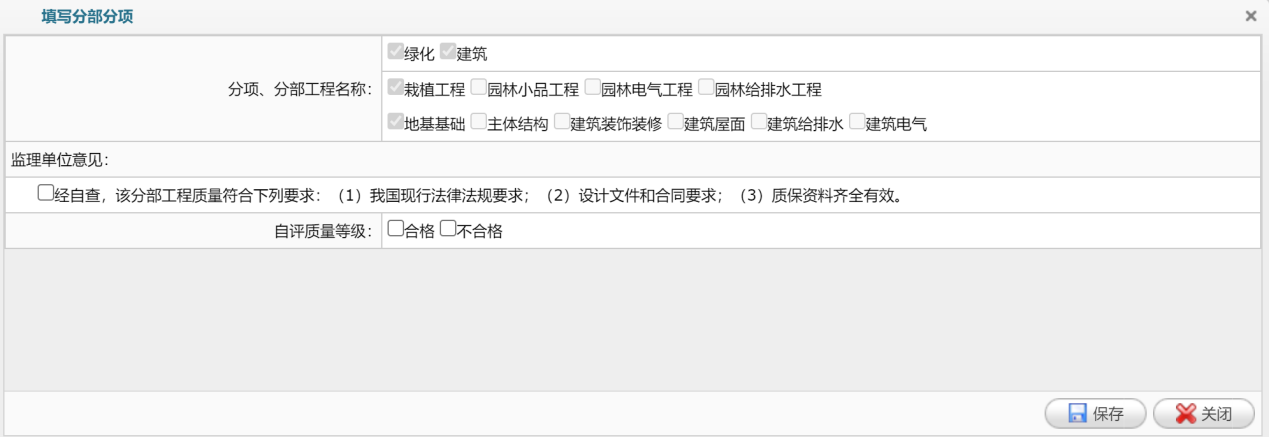 填写分部分项
绿化 建筑
分项、分部工程名称：
栽植工程 园林小品工程 园林电气工程 园林给排水工程
地基基础 主体结构 建筑装饰装修 建筑屋面 建筑给排水 建筑电气
监理单位意见：
经自查，该分部工程质量符合下列要求：（1）我国现行法律法规要求；（2）设计文件和合同要求；（3）质保资料齐全有效。
自评质量等级： 合格 不合格
保存 关闭